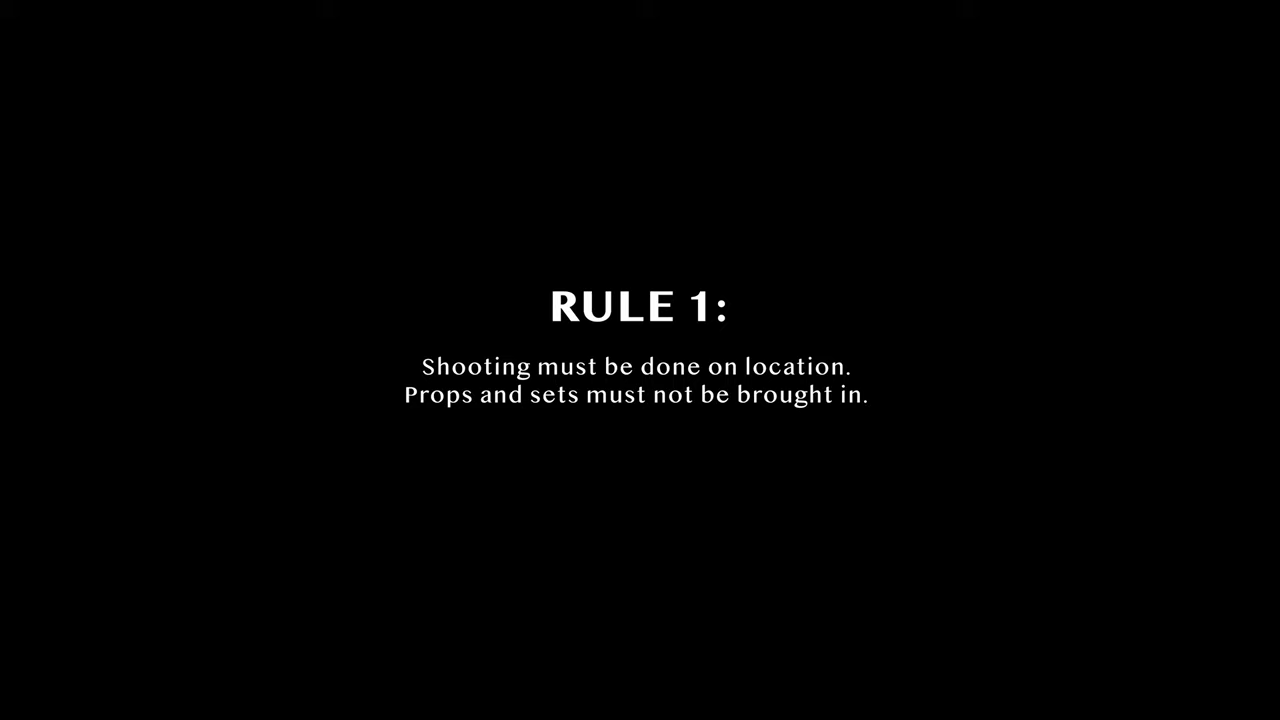 RULE 1:
Shooting must be done on location.
Props and sets must not be brought in.